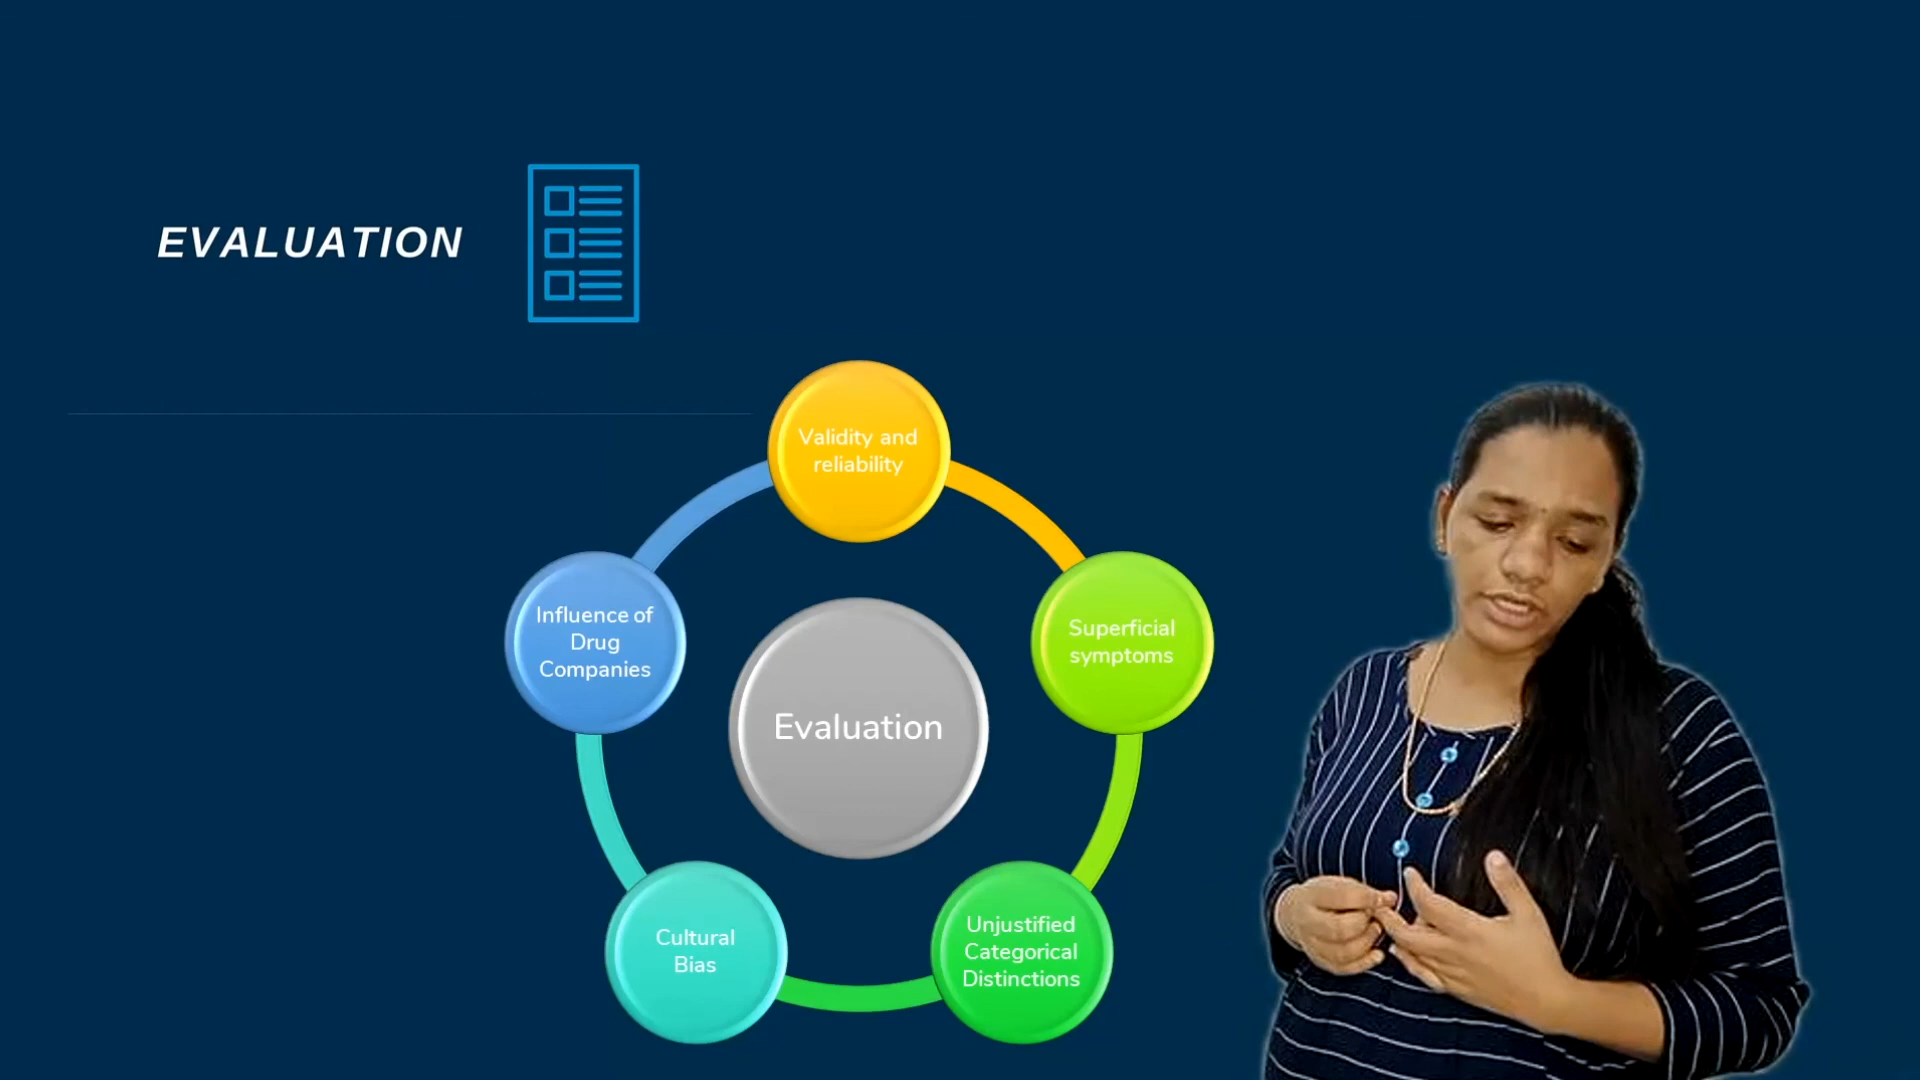 EVALUATION
Validity and
reliability
Superficial
symptoms
Unjustified
Categorical
Distinctions
Cultural
Bias
Influence of
Drug
Companies
Evaluation